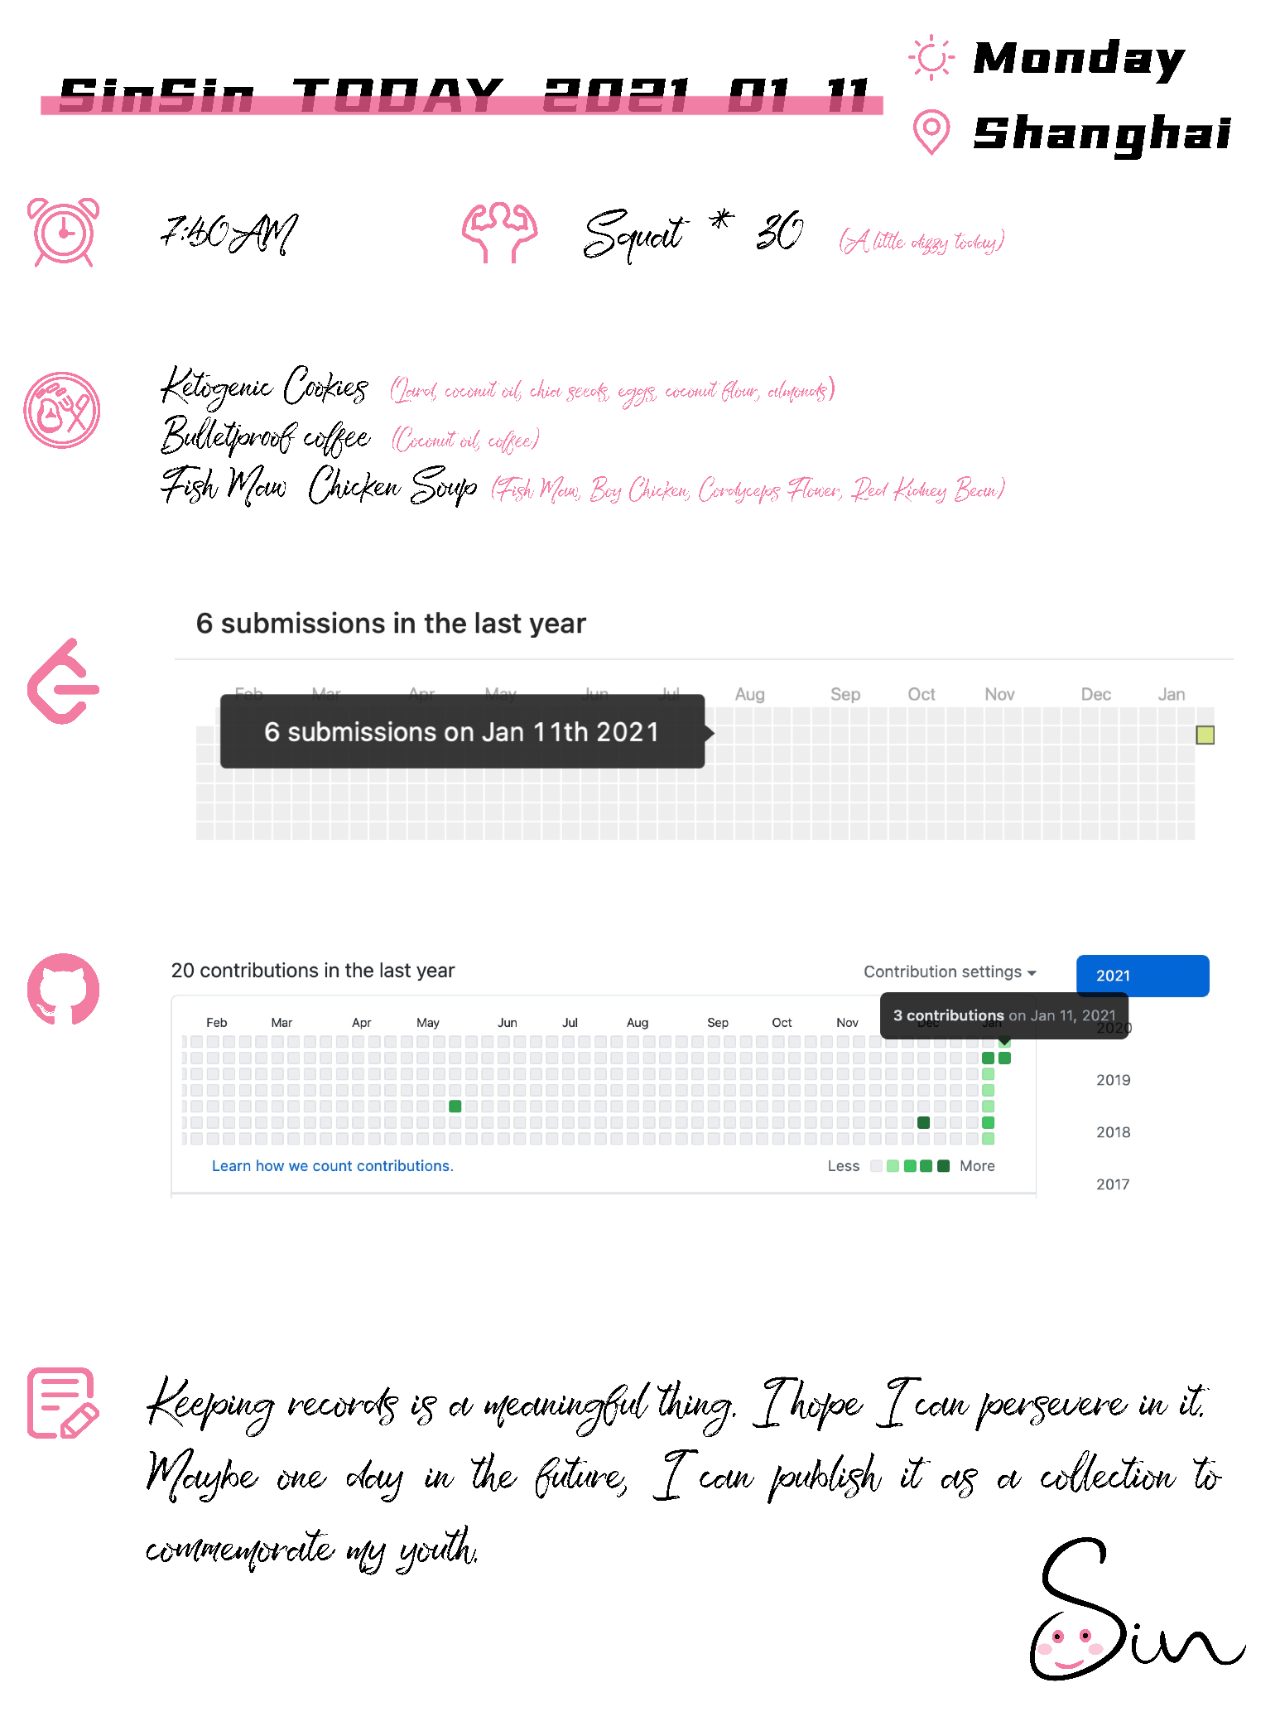 SinSin TODAY 2021 01 11
Monday
Shanghai
7:40AM
Squat * 30 (A little dizzy today)
Ketogenic Cookies (Lard, coconut oil, chia seeds, eggs, coconut flour, almonds)
Bulletproof coffee (Coconut oil, coffee)
Fish Maw Chicken Soup (Fish Maw, Boy Chicken, Cordyceps Flower, Red Kidney Bean)
6 submissions in the last year
Feb Mar Apr May Jun Jul Aug Sep Oct Nov Dec Jan
6 submissions on Jan 11th 2021
20 contributions in the last year
Contribution settings
2021
3 contributions on Jan 11, 2021
Feb Mar Apr May Jun Jul Aug Sep Oct Nov Dec Jan
2020
2019
2018
2017
Learn how we count contributions.
Less More
Keeping records is a meaningful thing. I hope I can persevere in it.
Maybe one day in the future, I can publish it as a collection to
commemorate my youth.
Sin